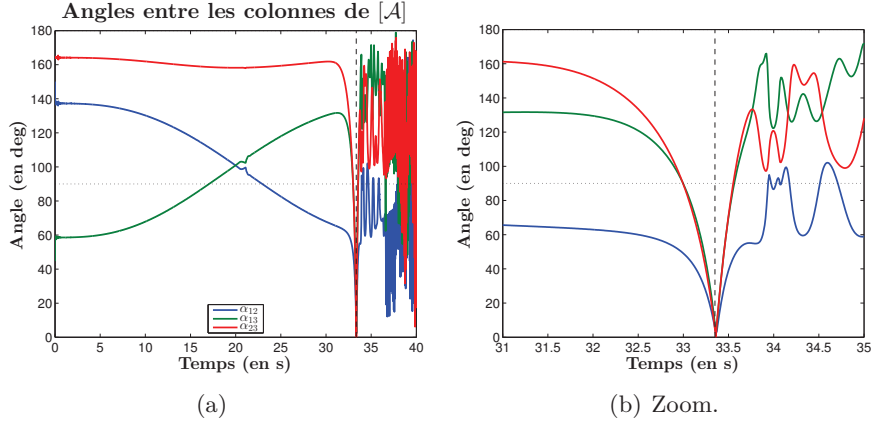 Angles entre les colonnes de [𝒜]
Angle (en deg)
180
160
140
120
100
80
60
40
20
0
α12
α13
α23
0 5 10 15 20 25 30 35 40
Temps (en s)
(a)
Angle (en deg)
180
160
140
120
100
80
60
40
20
0
31 31.5 32 32.5 33 33.5 34 34.5 35
Temps (en s)
(b) Zoom.